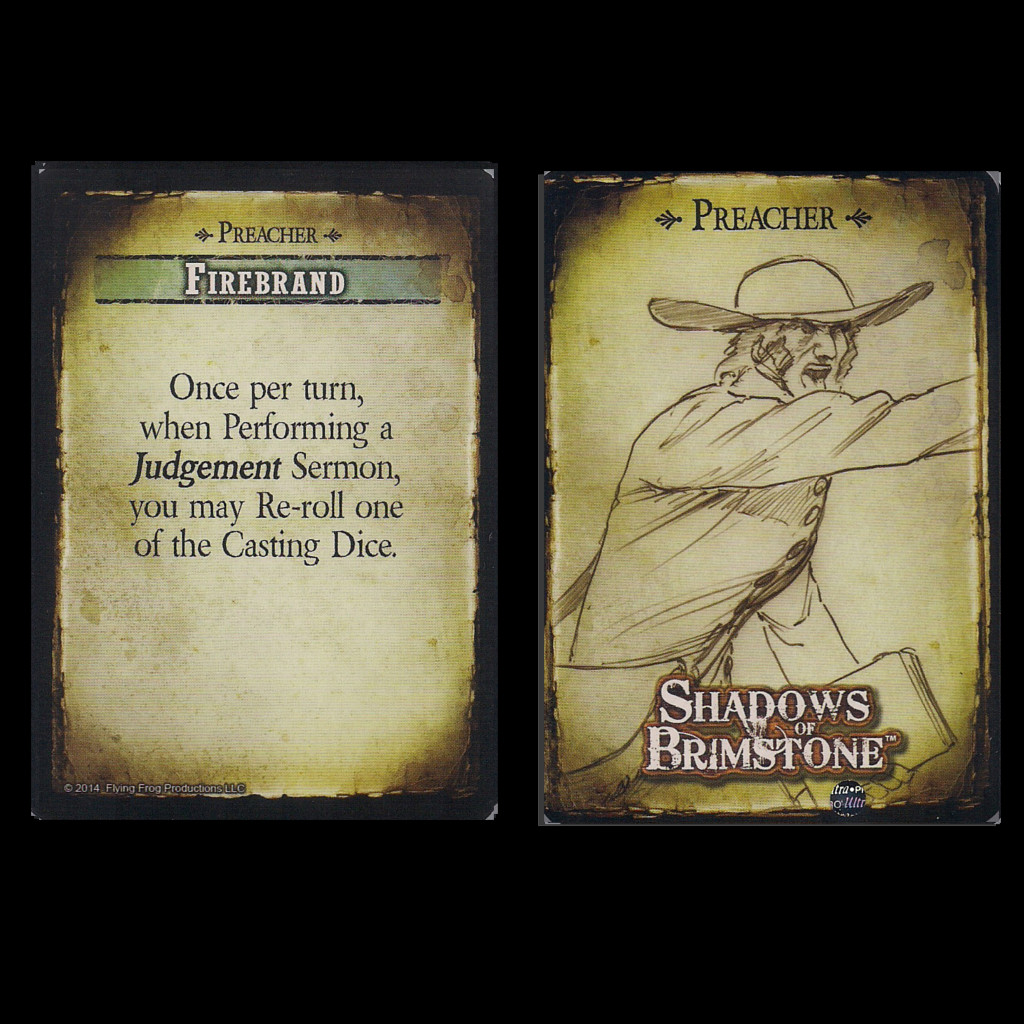 PREACHER
FIREBRAND
Once per turn,
when Performing a
Judgement Sermon,
you may Re-roll one
of the Casting Dice.
© 2014 Flying Frog Productions LLC
PREACHER
SHADOWS
OF
BRIMSTONE™